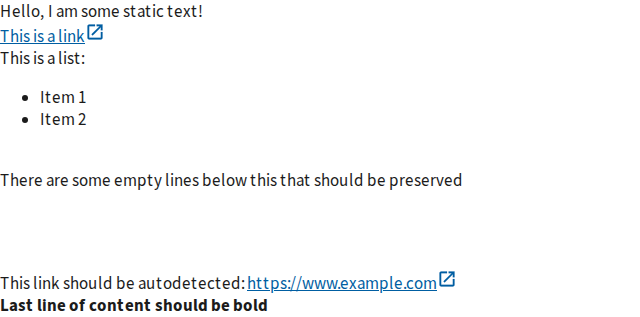 Hello, I am some static text!
This is a link
This is a list:
• Item 1
• Item 2
There are some empty lines below this that should be preserved
This link should be autodetected: https://www.example.com
Last line of content should be bold